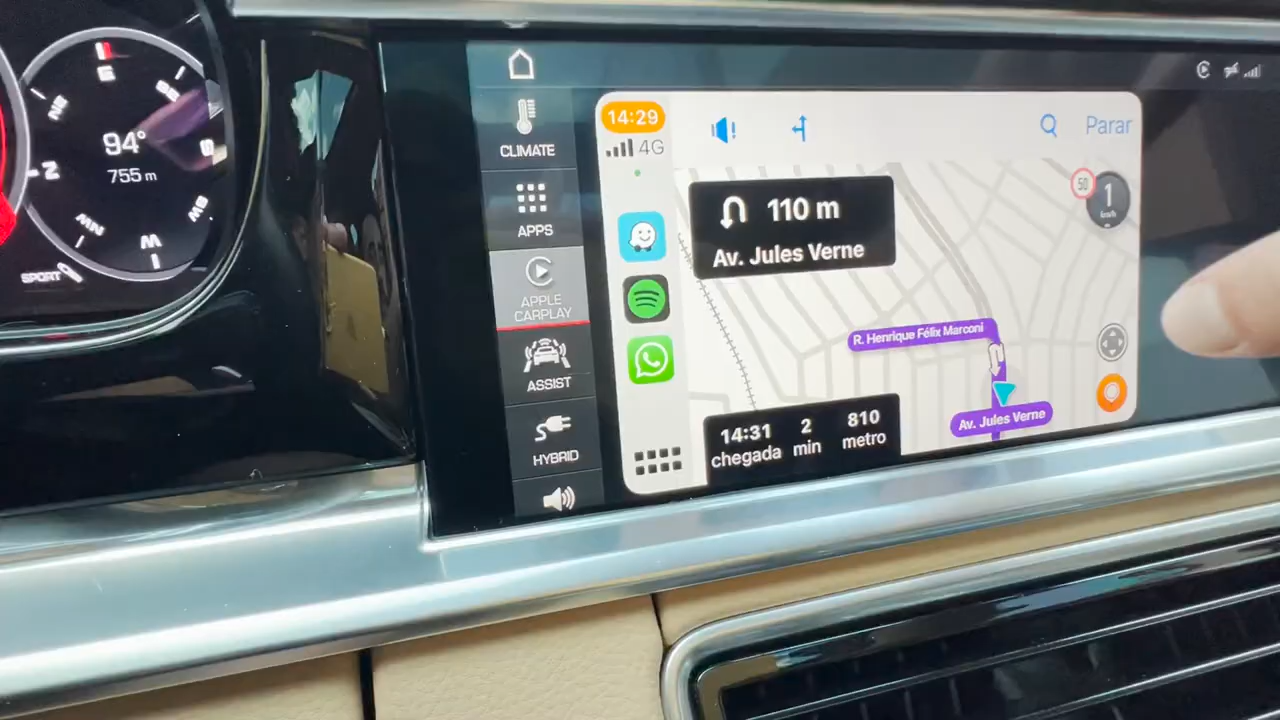 E
94°
755 m
W
SPORT
CLIMATE
APPS
APPLE
CARPLAY
ASSIST
HYBRID
14:29
4G
Parar
50
1
km/h
110 m
Av. Jules Verne
R. Henrique Félix Marconi
Av. Jules Verne
14:31
chegada
2
min
810
metro